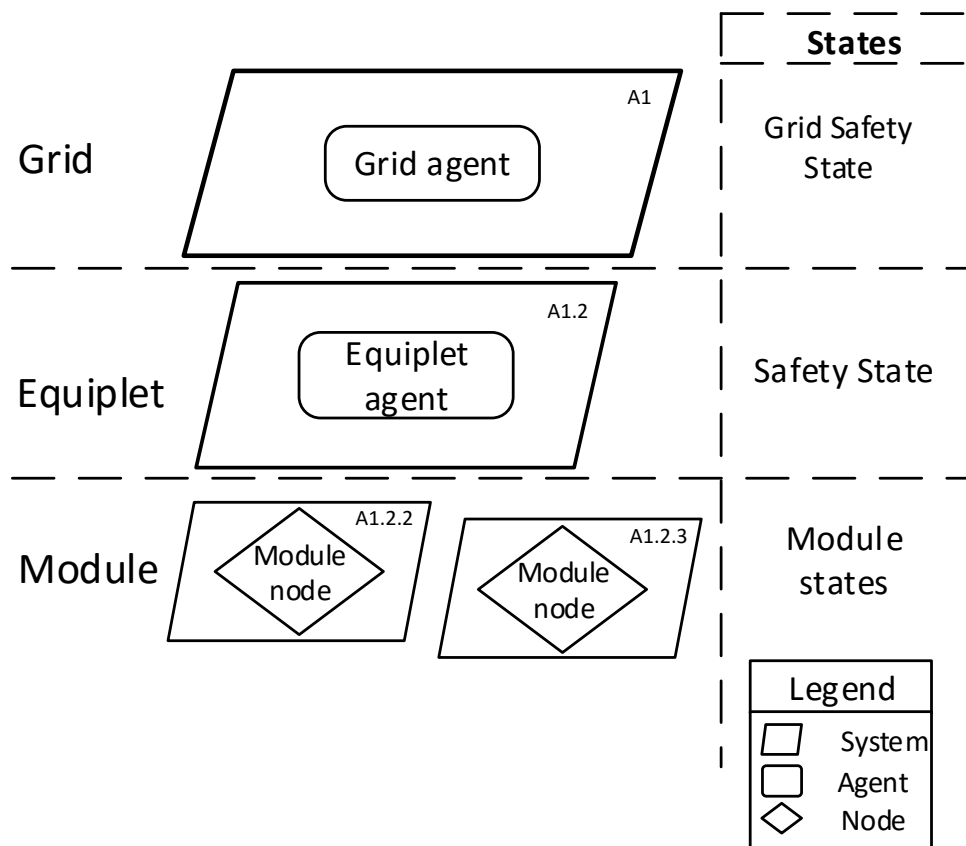 States
A1
Grid
Grid agent
Grid Safety
State
A1.2
Equiplet
Equiplet
agent
Safety State
Module
A1.2.2
Module
node
A1.2.3
Module
node
Module
states
Legend
System
Agent
Node